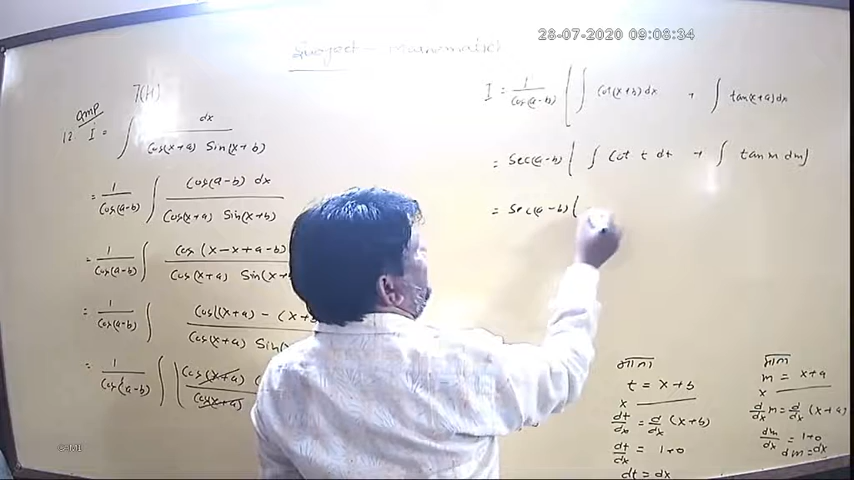 28-07-2020 09:08:34
Subject - Mathematics
7(H)
Imp
12 I = ∫ dx / Cos(x+a) Sin(x+b)
= 1/Cos(a-b) ∫ Cos(a-b) dx / Cos(x+a) Sin(x+b)
= 1/Cos(a-b) ∫ Cos (x-x+a-b) / Cos(x+a) Sin(x+
= 1/Cos(a-b) ∫ Cos{(x+a) - (x+ / Cos(x+a) Sin(
= 1/Cos(a-b) ∫ ( Cos(x+a) / Cos(x+a)
I = 1/Cos(a-b) [ ∫ Cot(x+b) dx + ∫ tan(x+a) dx
= Sec(a-b) [ ∫ Cot t dt + ∫ tan m dm ]
= Sec(a-b) [
माना
t = x+b
x
dt/dx = d/dx (x+b)
dt/dx = 1+0
dt = dx
माना
m = x+a
x
d/dx m = d/dx (x+a)
dm/dx = 1+0
dm = dx